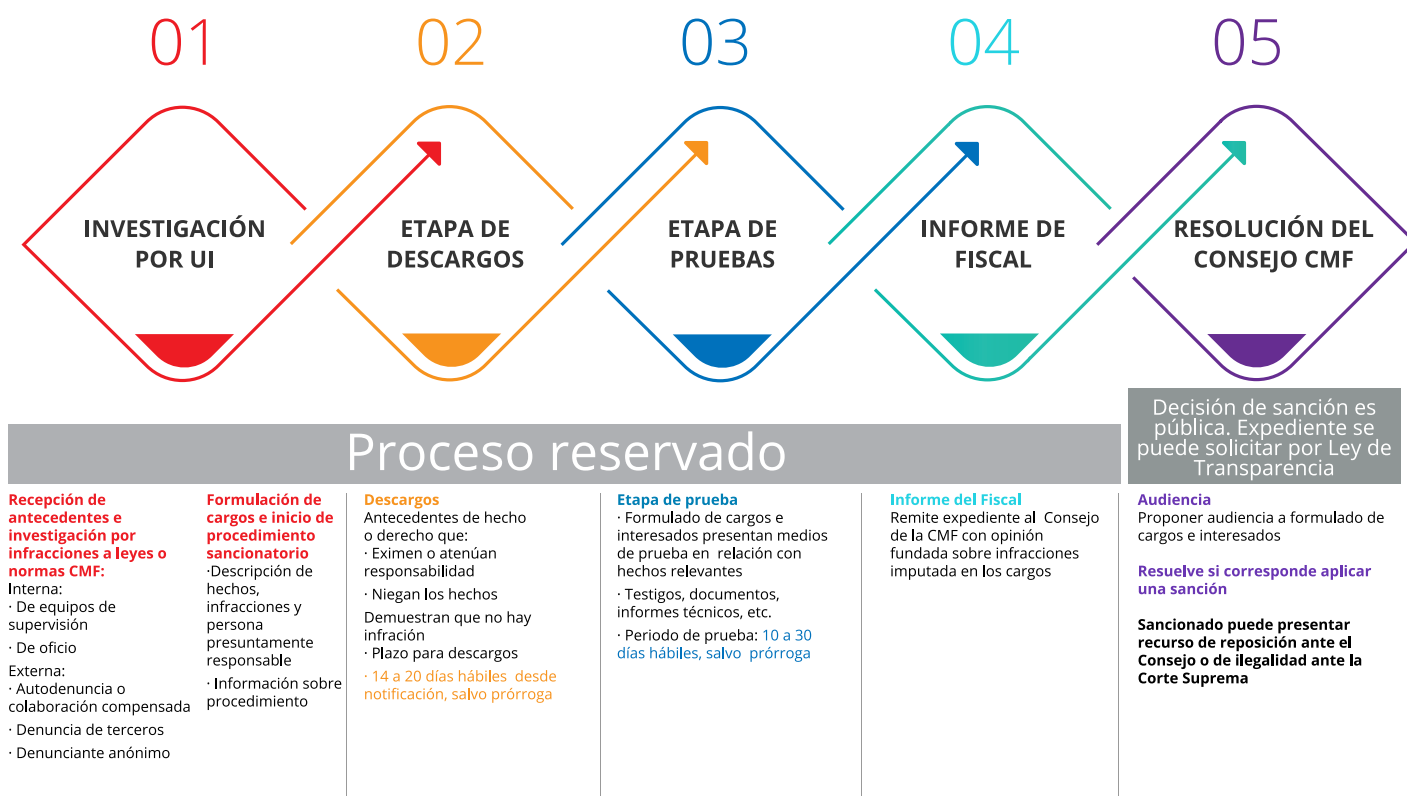 01
02
03
04
05
INVESTIGACIÓN
POR UI
ETAPA DE
DESCARGOS
ETAPA DE
PRUEBAS
INFORME DE
FISCAL
RESOLUCIÓN DEL
CONSEJO CMF
Proceso reservado
Decisión de sanción es
pública. Expediente se
puede solicitar por Ley de
Transparencia
Recepción de
antecedentes e
investigación por
infracciones a leyes o
normas CMF:
Interna:
· De equipos de
supervisión
· De oficio
Externa:
· Autodenuncia o
colaboración compensada
· Denuncia de terceros
· Denunciante anónimo
Formulación de
cargos e inicio de
procedimiento
sancionatorio
·Descripción de
hechos,
infracciones y
persona
presuntamente
responsable
· Información sobre
procedimiento
Descargos
Antecedentes de hecho
o derecho que:
· Eximen o atenúan
responsabilidad
· Niegan los hechos
Demuestran que no hay
infración
· Plazo para descargos
· 14 a 20 días hábiles desde
notificación, salvo prórroga
Etapa de prueba
· Formulado de cargos e
interesados presentan medios
de prueba en relación con
hechos relevantes
· Testigos, documentos,
informes técnicos, etc.
· Periodo de prueba: 10 a 30
días hábiles, salvo prórroga
Informe del Fiscal
Remite expediente al Consejo
de la CMF con opinión
fundada sobre infracciones
imputada en los cargos
Audiencia
Proponer audiencia a formulado de
cargos e interesados
Resuelve si corresponde aplicar
una sanción
Sancionado puede presentar
recurso de reposición ante el
Consejo o de ilegalidad ante la
Corte Suprema